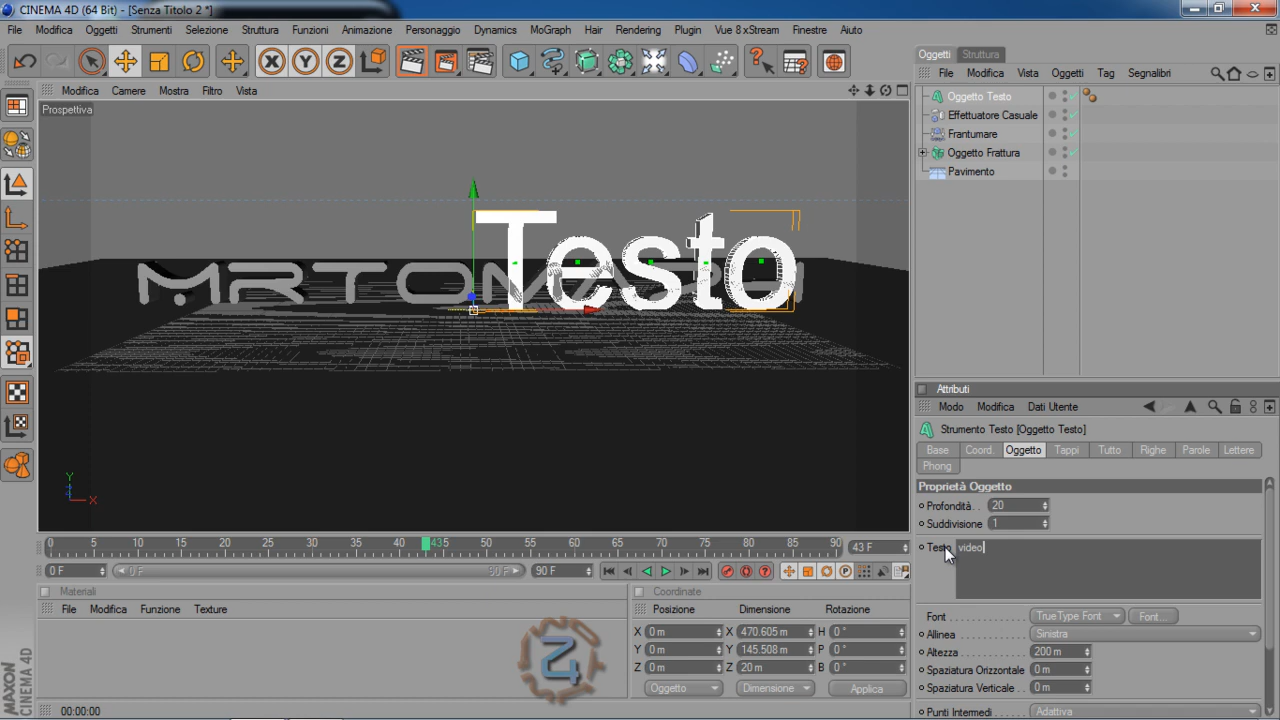 CINEMA 4D (64 Bit) - [Senza Titolo 2 *]
File Modifica Oggetti Strumenti Selezione Struttura Funzioni Animazione Personaggio Dynamics MoGraph Hair Rendering Plugin Vue 8 xStream Finestre Aiuto
X Y Z
Oggetti Struttura
File Modifica Vista Oggetti Tag Segnalibri
Modifica Camere Mostra Filtro Vista
Prospettiva
Oggetto Testo
Effettuatore Casuale
Frantumare
Oggetto Frattura
Pavimento
Testo
Y
X
Attributi
Modo Modifica Dati Utente
Strumento Testo [Oggetto Testo]
Base Coord. Oggetto Tappi Tutto Righe Parole Lettere
Phong
Proprietà Oggetto
Profondità . . 20
Suddivisione 1
Testo video
Font TrueType Font Font...
Allinea Sinistra
Altezza 200 m
Spaziatura Orizzontale 0 m
Spaziatura Verticale . . 0 m
Punti Intermedi Adattiva
0 5 10 15 20 25 30 35 40 43 45 50 55 60 65 70 75 80 85 90 43 F
0 F 0 F 90 F 90 F
Materiali
File Modifica Funzione Texture
Coordinate
Posizione Dimensione Rotazione
X 0 m X 470.605 m H 0 °
Y 0 m Y 145.508 m P 0 °
Z 0 m Z 20 m B 0 °
Oggetto Dimensione Applica
MAXON
CINEMA 4D
00:00:00